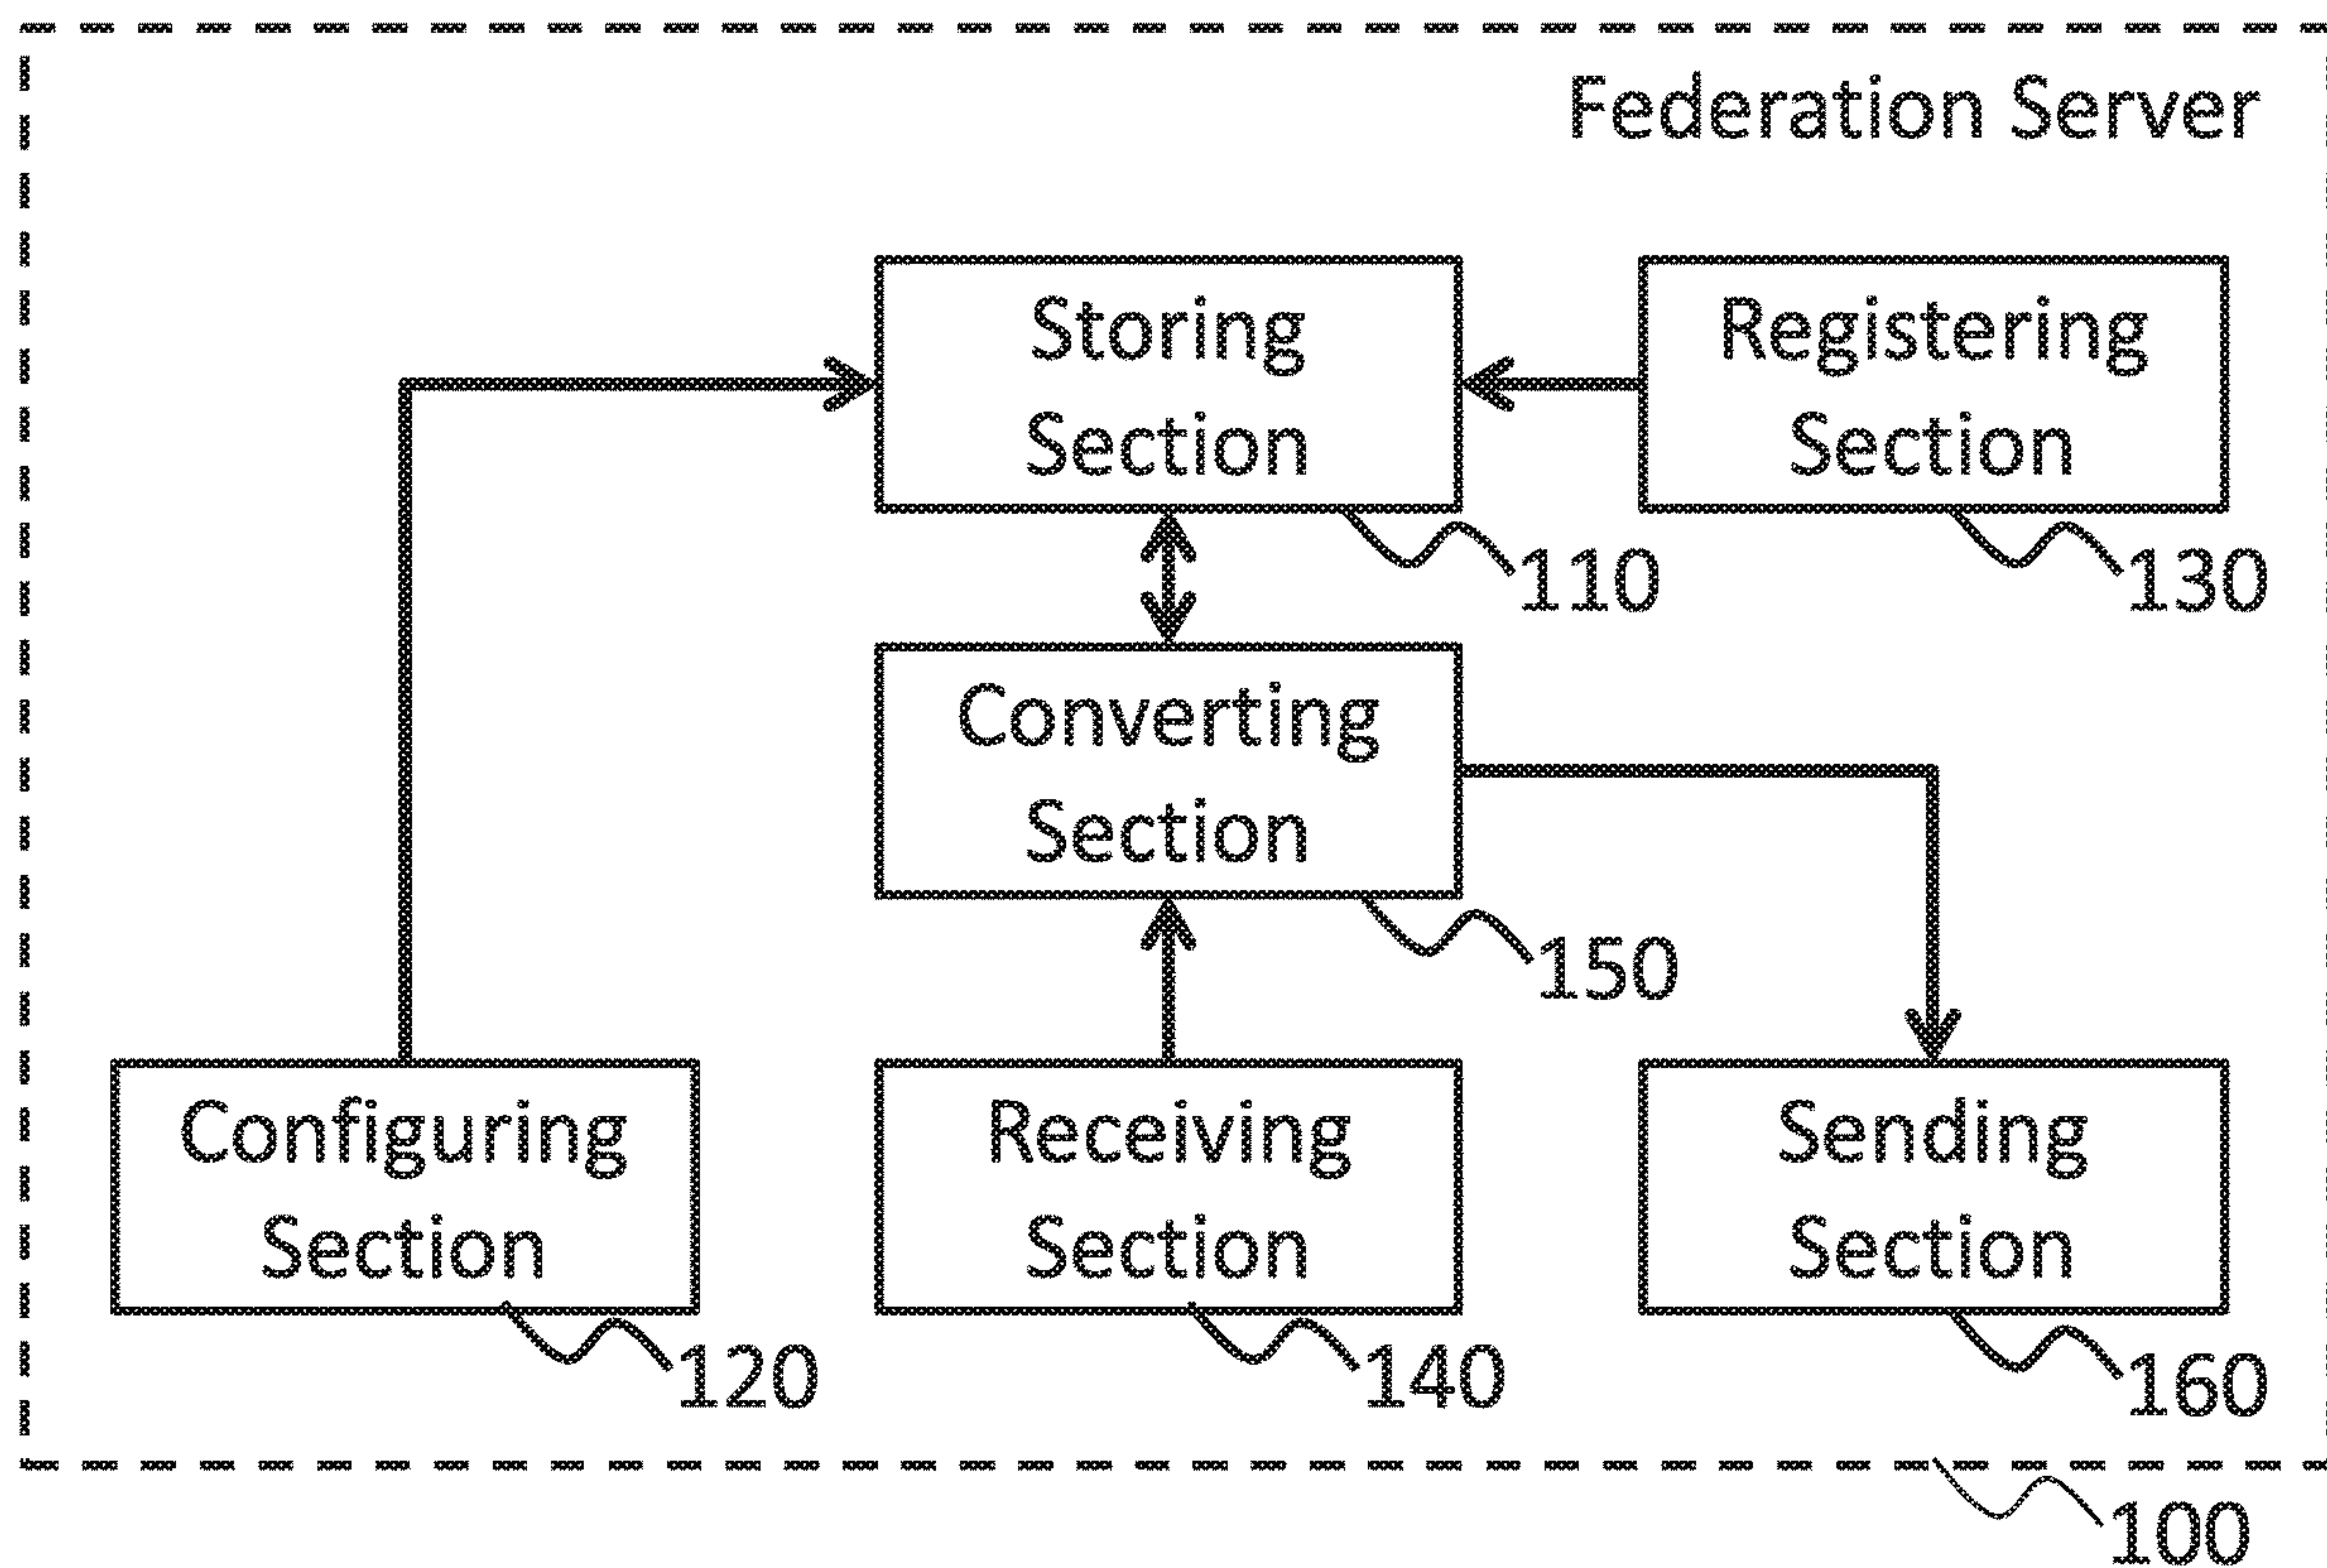 Federation Server
Storing
Section
Registering
Section
110
130
Converting
Section
150
Configuring
Section
Receiving
Section
Sending
Section
120
140
160
100